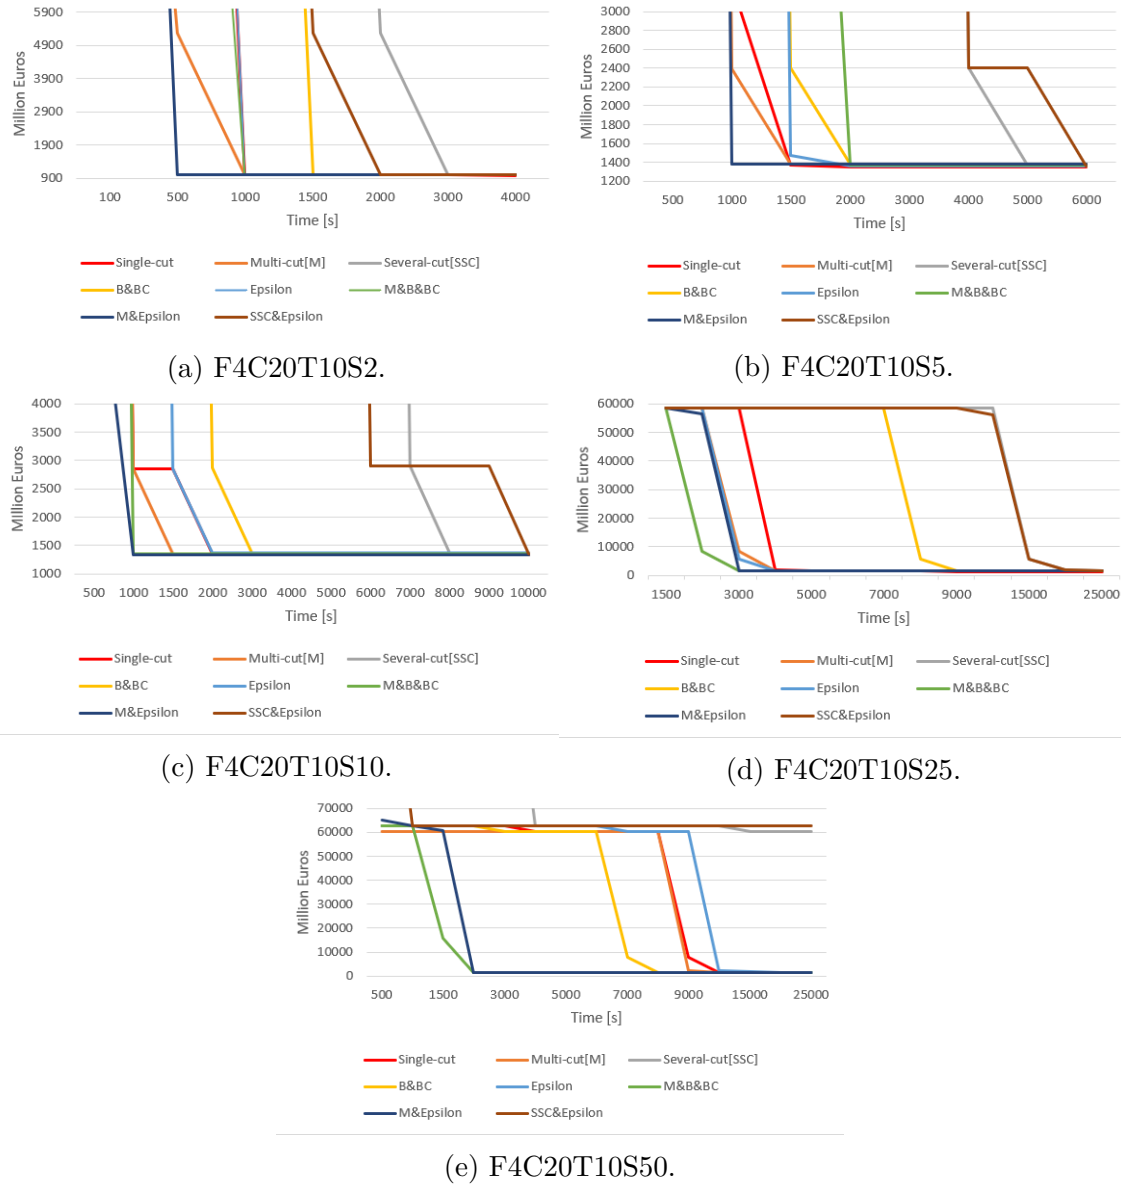 5900
4900
3900
2900
1900
900
Million Euros
100 500 1000 1500 2000 3000 4000
Time [s]
Single-cut Multi-cut[M] Several-cut[SSC]
B&BC Epsilon M&B&BC
M&Epsilon SSC&Epsilon
(a) F4C20T10S2.
3000
2800
2600
2400
2200
2000
1800
1600
1400
1200
Million Euros
500 1000 1500 2000 3000 4000 5000 6000
Time [s]
Single-cut Multi-cut[M] Several-cut[SSC]
B&BC Epsilon M&B&BC
M&Epsilon SSC&Epsilon
(b) F4C20T10S5.
4000
3500
3000
2500
2000
1500
1000
Million Euros
500 1000 1500 2000 3000 4000 5000 6000 7000 8000 9000 10000
Time [s]
Single-cut Multi-cut[M] Several-cut[SSC]
B&BC Epsilon M&B&BC
M&Epsilon SSC&Epsilon
(c) F4C20T10S10.
60000
50000
40000
30000
20000
10000
0
Million Euros
1500 3000 5000 7000 9000 15000 25000
Time [s]
Single-cut Multi-cut[M] Several-cut[SSC]
B&BC Epsilon M&B&BC
M&Epsilon SSC&Epsilon
(d) F4C20T10S25.
70000
60000
50000
40000
30000
20000
10000
0
Million Euros
500 1500 3000 5000 7000 9000 15000 25000
Time [s]
Single-cut Multi-cut[M] Several-cut[SSC]
B&BC Epsilon M&B&BC
M&Epsilon SSC&Epsilon
(e) F4C20T10S50.